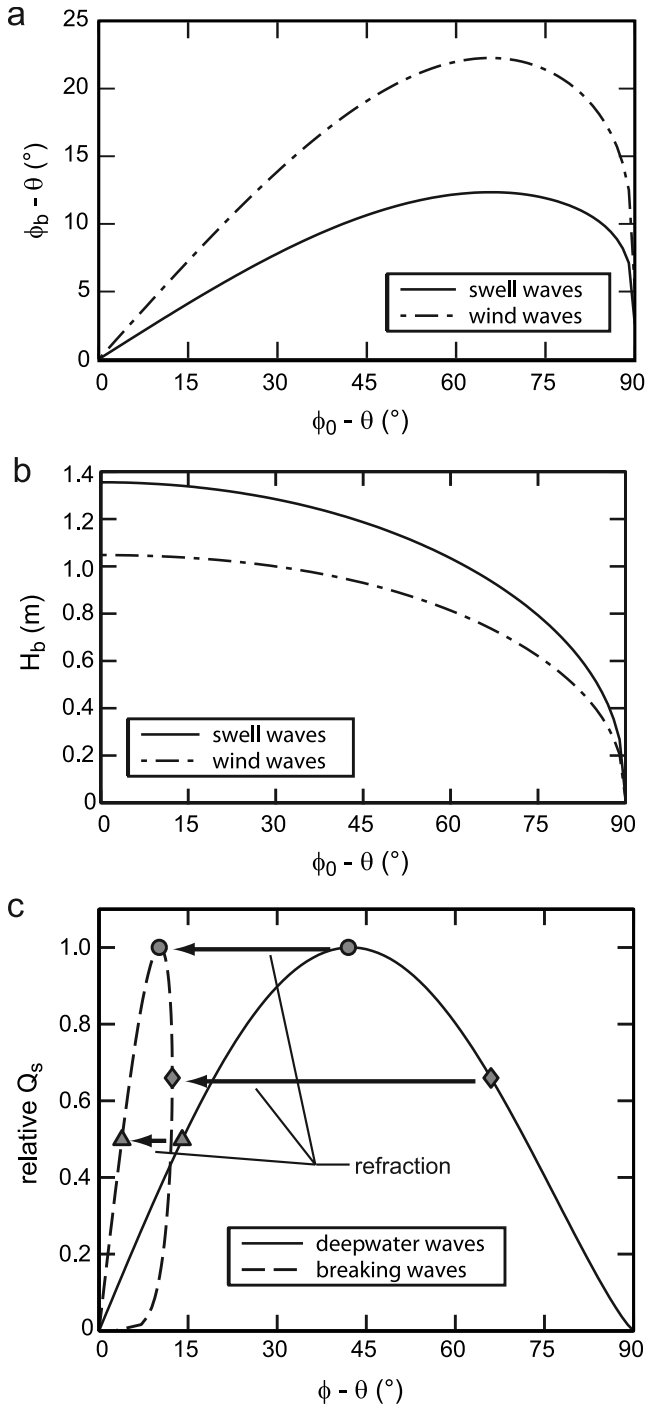 a
25
20
15
10
5
0
ϕb - θ (°)
swell waves
wind waves
0 15 30 45 60 75 90
ϕ0 - θ (°)
b
1.4
1.2
1.0
0.8
0.6
0.4
0.2
0
Hb (m)
swell waves
wind waves
0 15 30 45 60 75 90
ϕ0 - θ (°)
c
1.0
0.8
0.6
0.4
0.2
0
relative Qs
refraction
deepwater waves
breaking waves
0 15 30 45 60 75 90
ϕ - θ (°)